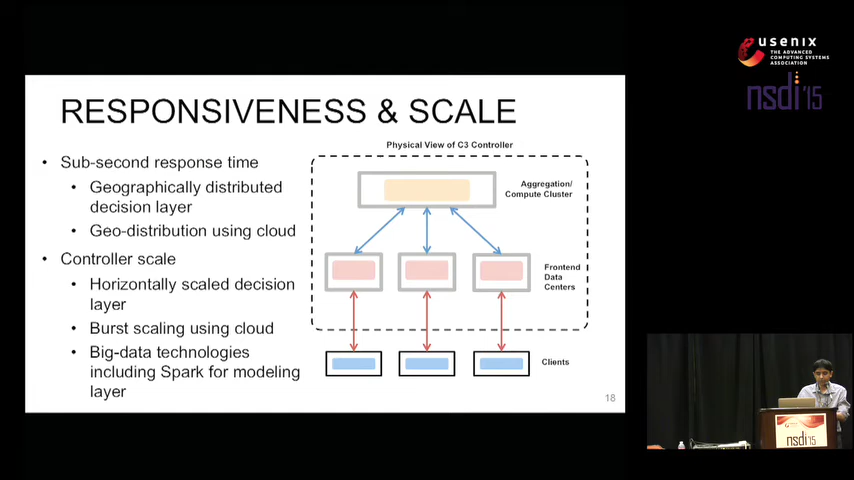 usenix
THE ADVANCED
COMPUTING SYSTEMS
ASSOCIATION
nsdi '15
RESPONSIVENESS & SCALE
• Sub-second response time
• Geographically distributed
decision layer
• Geo-distribution using cloud
• Controller scale
• Horizontally scaled decision
layer
• Burst scaling using cloud
• Big-data technologies
including Spark for modeling
layer
Physical View of C3 Controller
Aggregation/
Compute Cluster
Frontend
Data
Centers
Clients
18
nsdi'15